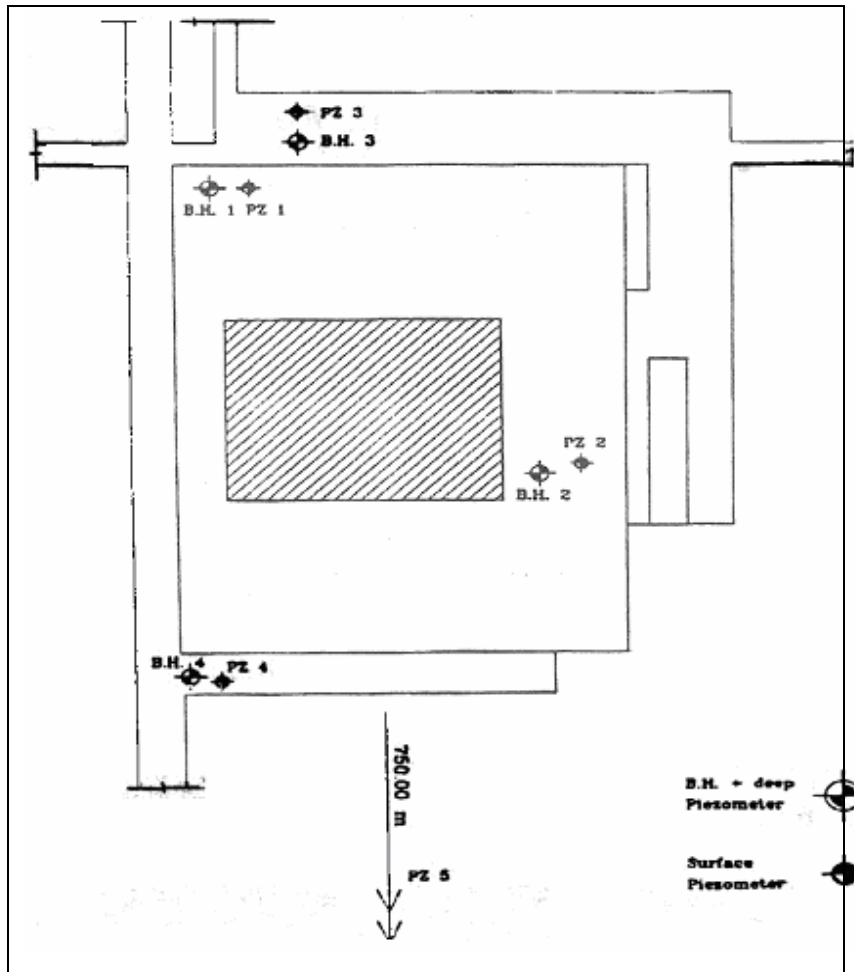 PZ 3
B.H. 3
B.H. 1 PZ 1
PZ 2
B.H. 2
B.H. 4
PZ 4
750.00 m
PZ 5
B.H. + deep
Piezometer
Surface
Piezometer